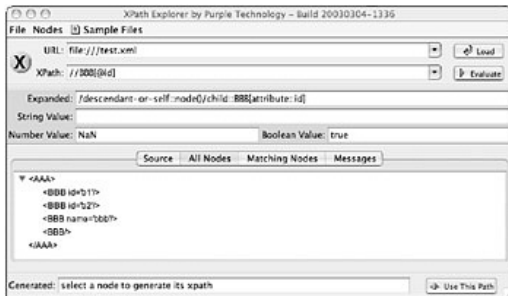 XPath Explorer by Purple Technology - Build 20030304-1336
File Nodes Sample Files
URL: file:///test.xml Load
X XPath: //BBB[@id] Evaluate
Expanded: /descendant-or-self::node()/child::BBB[attribute::id]
String Value:
Number Value: NaN Boolean Value: true
Source All Nodes Matching Nodes Messages
<AAA>
<BBB id='b1'/>
<BBB id='b2'/>
<BBB name='bbb'/>
<BBB/>
</AAA>
Generated: select a node to generate its xpath Use This Path